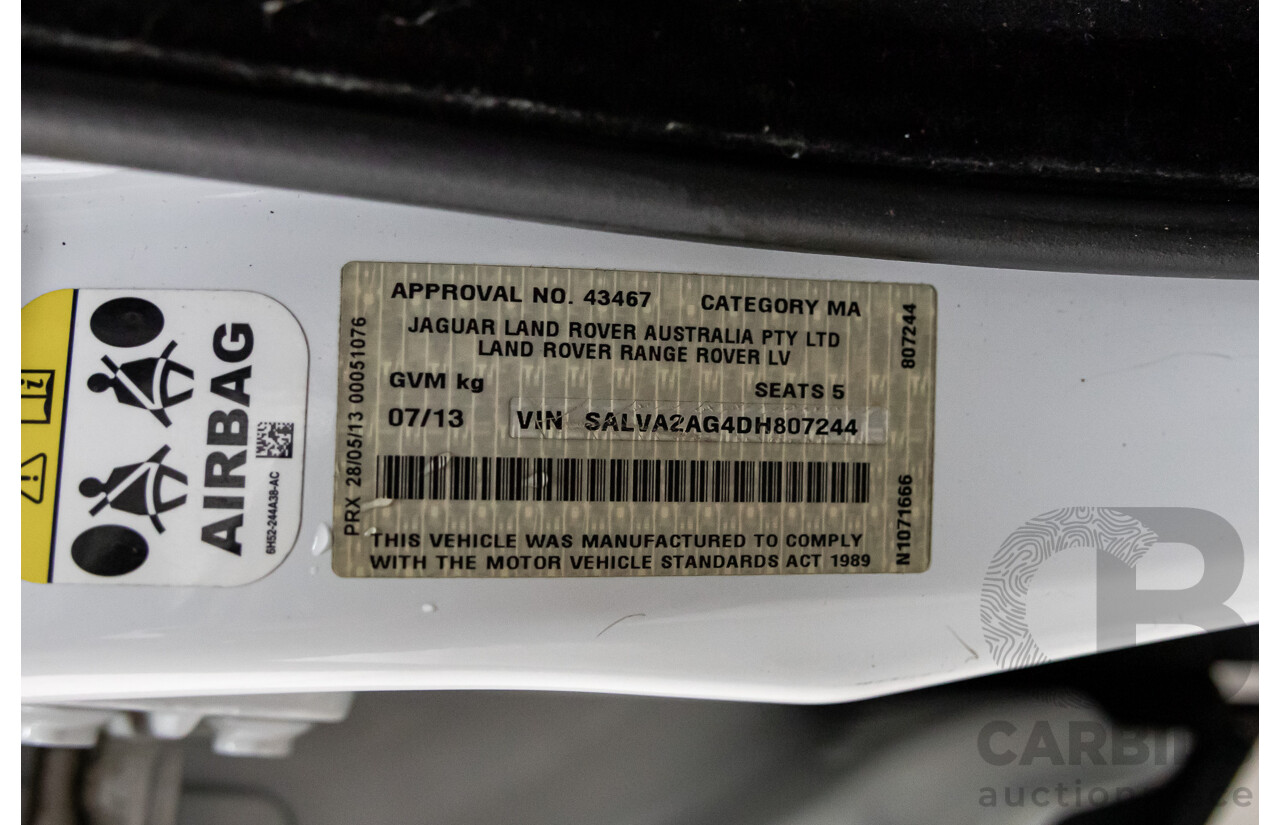 APPROVAL NO. 43467 CATEGORY MA
JAGUAR LAND ROVER AUSTRALIA PTY LTD
LAND ROVER RANGE ROVER LV
GVM kg SEATS 5
07/13 VIN SALVA2AG4DH807244
THIS VEHICLE WAS MANUFACTURED TO COMPLY
WITH THE MOTOR VEHICLE STANDARDS ACT 1989
PRX 28/05/13 00051076
807244
N1071666
AIRBAG
6H52-244A38-AC
CB